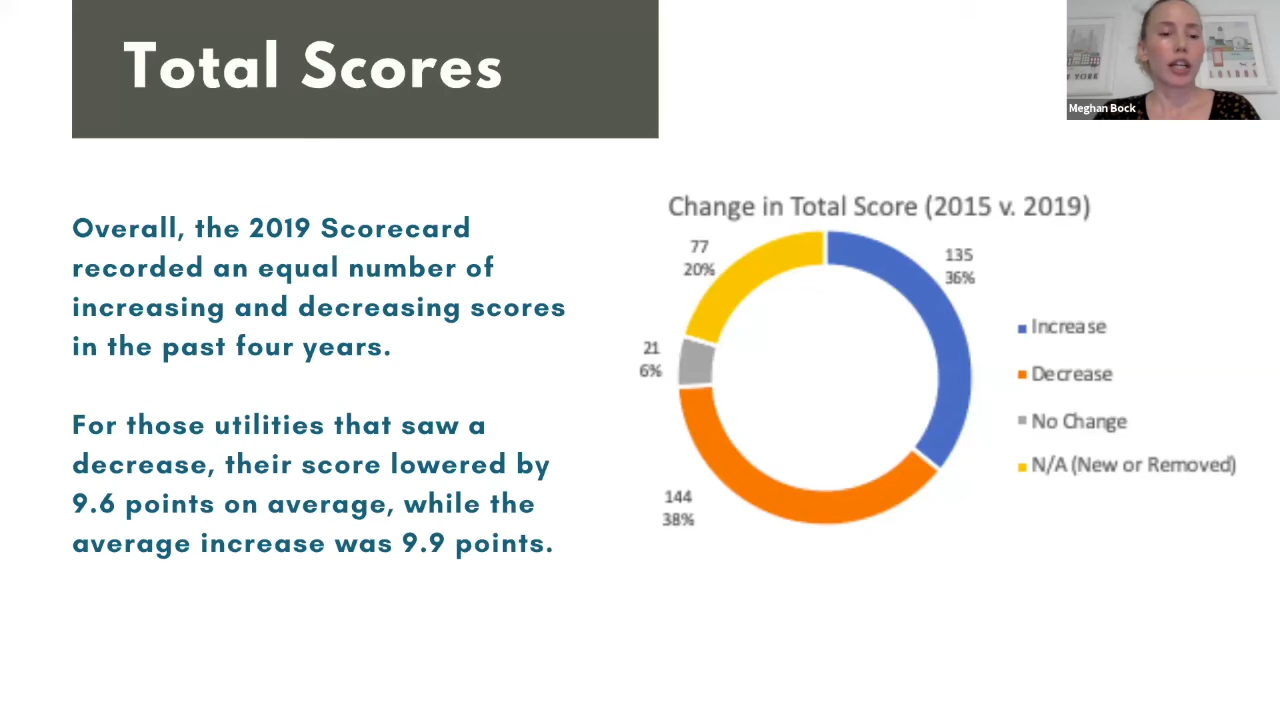 Total Scores
Meghan Bock
Overall, the 2019 Scorecard
recorded an equal number of
increasing and decreasing scores
in the past four years.
For those utilities that saw a
decrease, their score lowered by
9.6 points on average, while the
average increase was 9.9 points.
Change in Total Score (2015 v. 2019)
77
20%
135
36%
21
6%
144
38%
Increase
Decrease
No Change
N/A (New or Removed)
YORK
LONDON